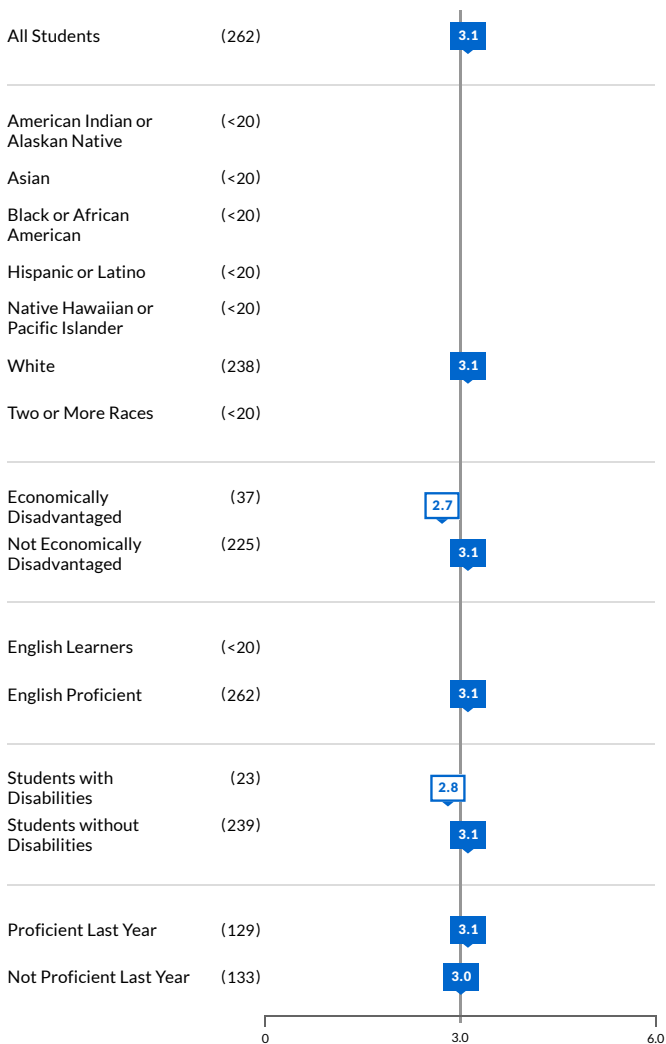 All Students (262) 3.1
American Indian or (<20)
Alaskan Native
Asian (<20)
Black or African (<20)
American
Hispanic or Latino (<20)
Native Hawaiian or (<20)
Pacific Islander
White (238) 3.1
Two or More Races (<20)
Economically (37) 2.7
Disadvantaged
Not Economically (225) 3.1
Disadvantaged
English Learners (<20)
English Proficient (262) 3.1
Students with (23) 2.8
Disabilities
Students without (239) 3.1
Disabilities
Proficient Last Year (129) 3.1
Not Proficient Last Year (133) 3.0
0 3.0 6.0